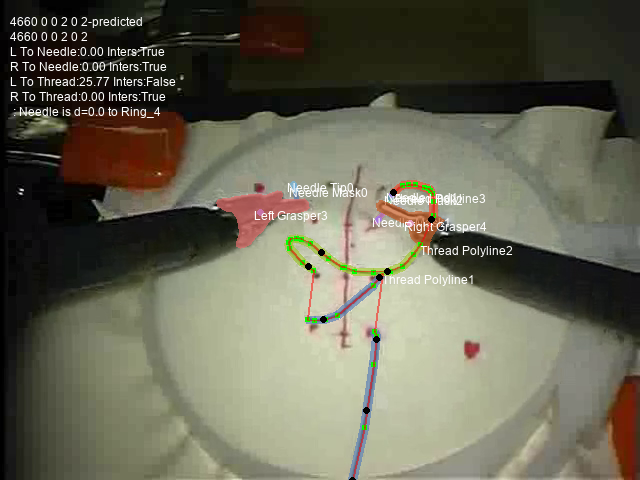 4660 0 0 2 0 2-predicted
4660 0 0 2 0 2
L To Needle:0.00 Inters:True
R To Needle:0.00 Inters:True
L To Thread:25.77 Inters:False
R To Thread:0.00 Inters:True
: Needle is d=0.0 to Ring_4
Needle Tip0
Needle Mask0
Left Grasper3
Right Grasper4
Thread Polyline2
Thread Polyline1